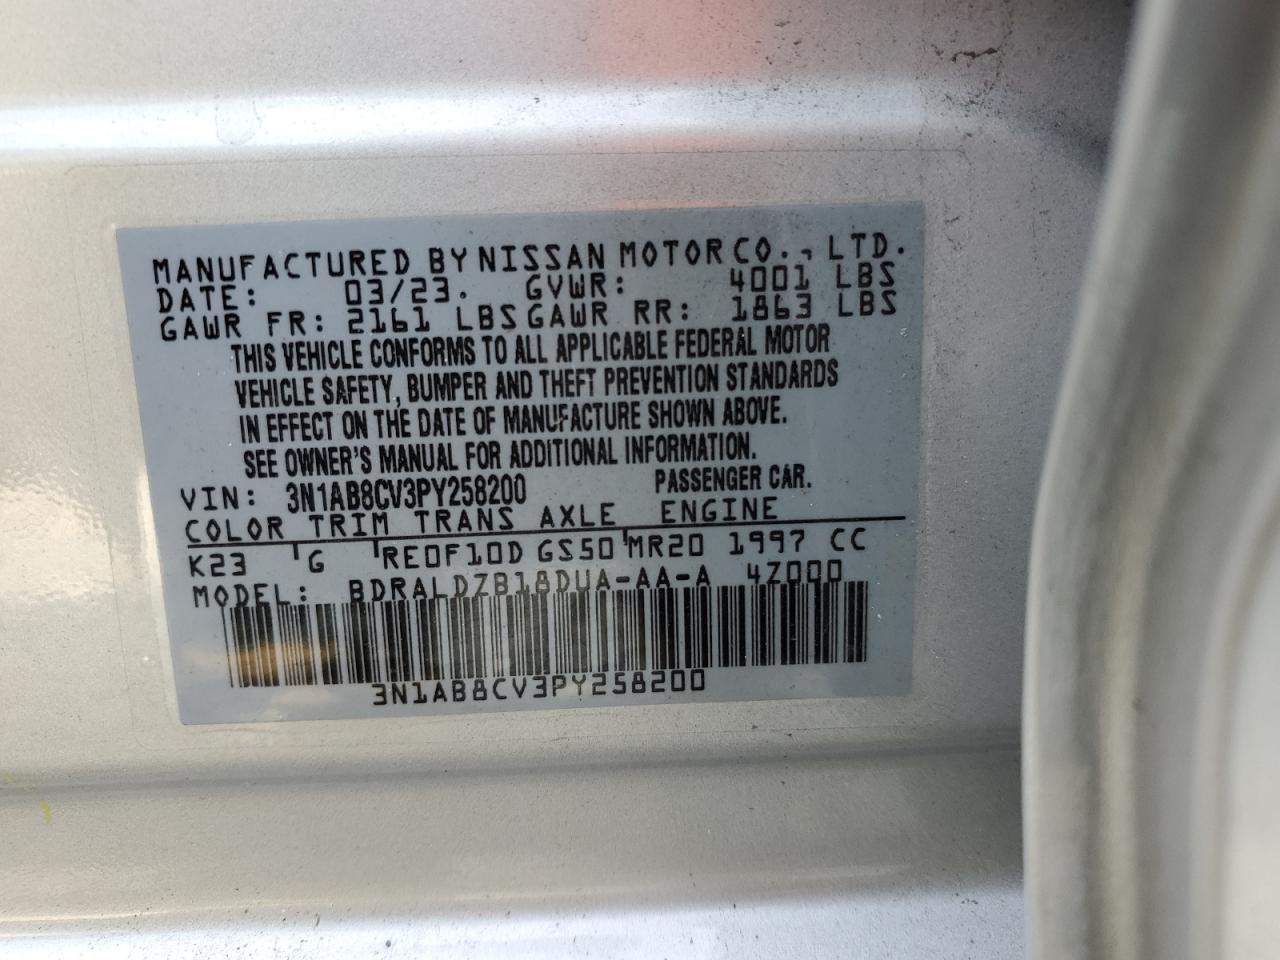 MANUFACTURED BY NISSAN MOTOR CO., LTD.
DATE: 03/23. GVWR: 4001 LBS
GAWR FR: 2161 LBS GAWR RR: 1863 LBS
THIS VEHICLE CONFORMS TO ALL APPLICABLE FEDERAL MOTOR
VEHICLE SAFETY, BUMPER AND THEFT PREVENTION STANDARDS
IN EFFECT ON THE DATE OF MANUFACTURE SHOWN ABOVE.
SEE OWNER'S MANUAL FOR ADDITIONAL INFORMATION.
VIN: 3N1AB8CV3PY258200 PASSENGER CAR.
COLOR TRIM TRANS AXLE ENGINE
K23 G RE0F10D GS50 MR20 1997 CC
MODEL: BDRALDZB18DUA-AA-A 4Z000
3N1AB8CV3PY258200